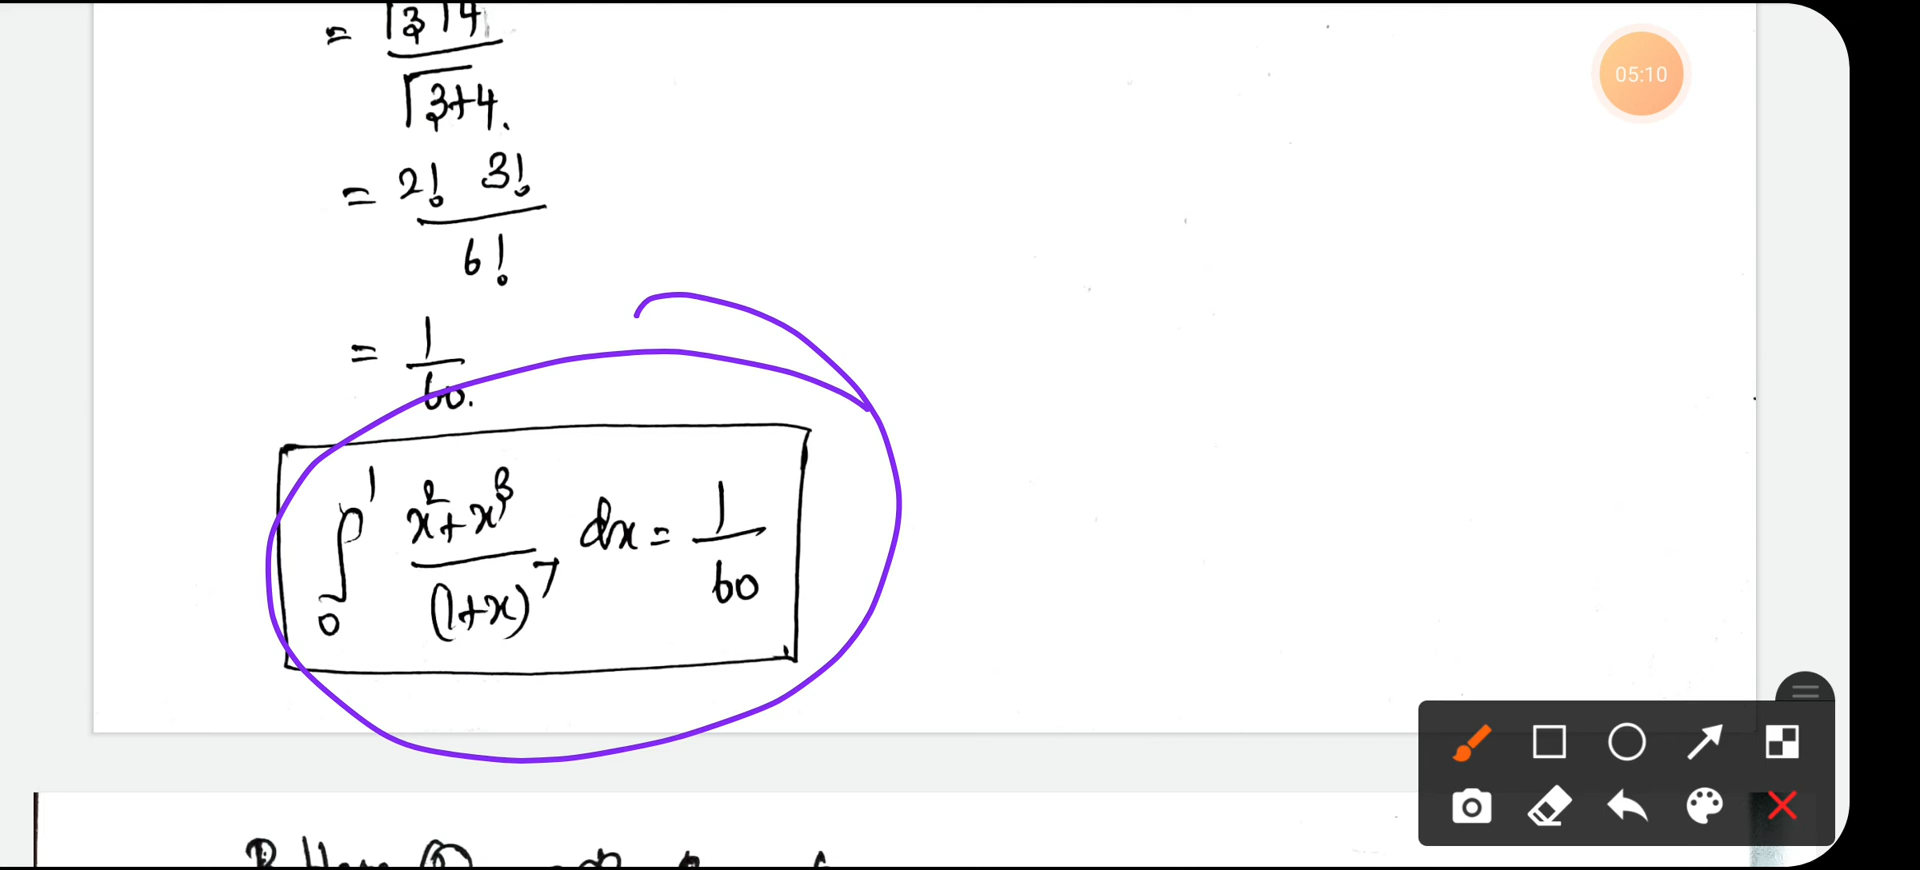 05:10
= Γ3 Γ4 / Γ3+4.
= 2! 3! / 6!
= 1/60.
∫₀¹ x²+x³ / (1+x)⁷ dx = 1/60